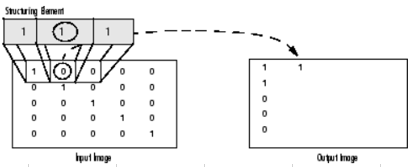 Structuring Element
1 1 1
1 0 0 0 0
0 1 0 0 0
0 0 1 0 0
0 0 0 1 0
0 0 0 0 1
Input Image
1 1
1
0
0
0
Output Image